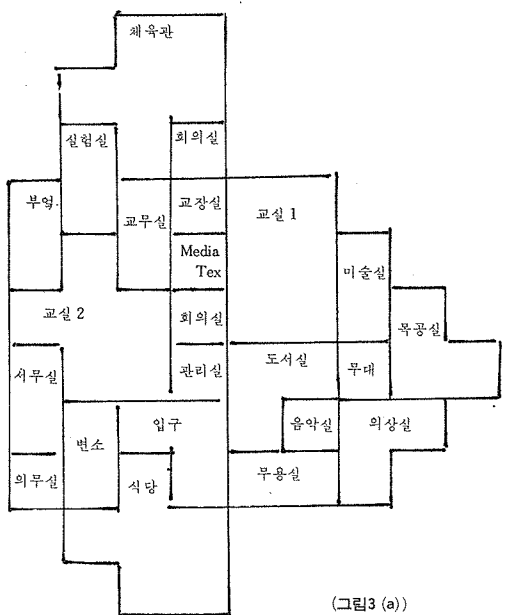 체육관
실험실
회의실
부엌
교무실
교장실
교실 1
Media
Tex
미술실
교실 2
회의실
목공실
서무실
관리실
도서실
무대
변소
입구
음악실
의상실
의무실
식당
무용실
(그림3 (a))